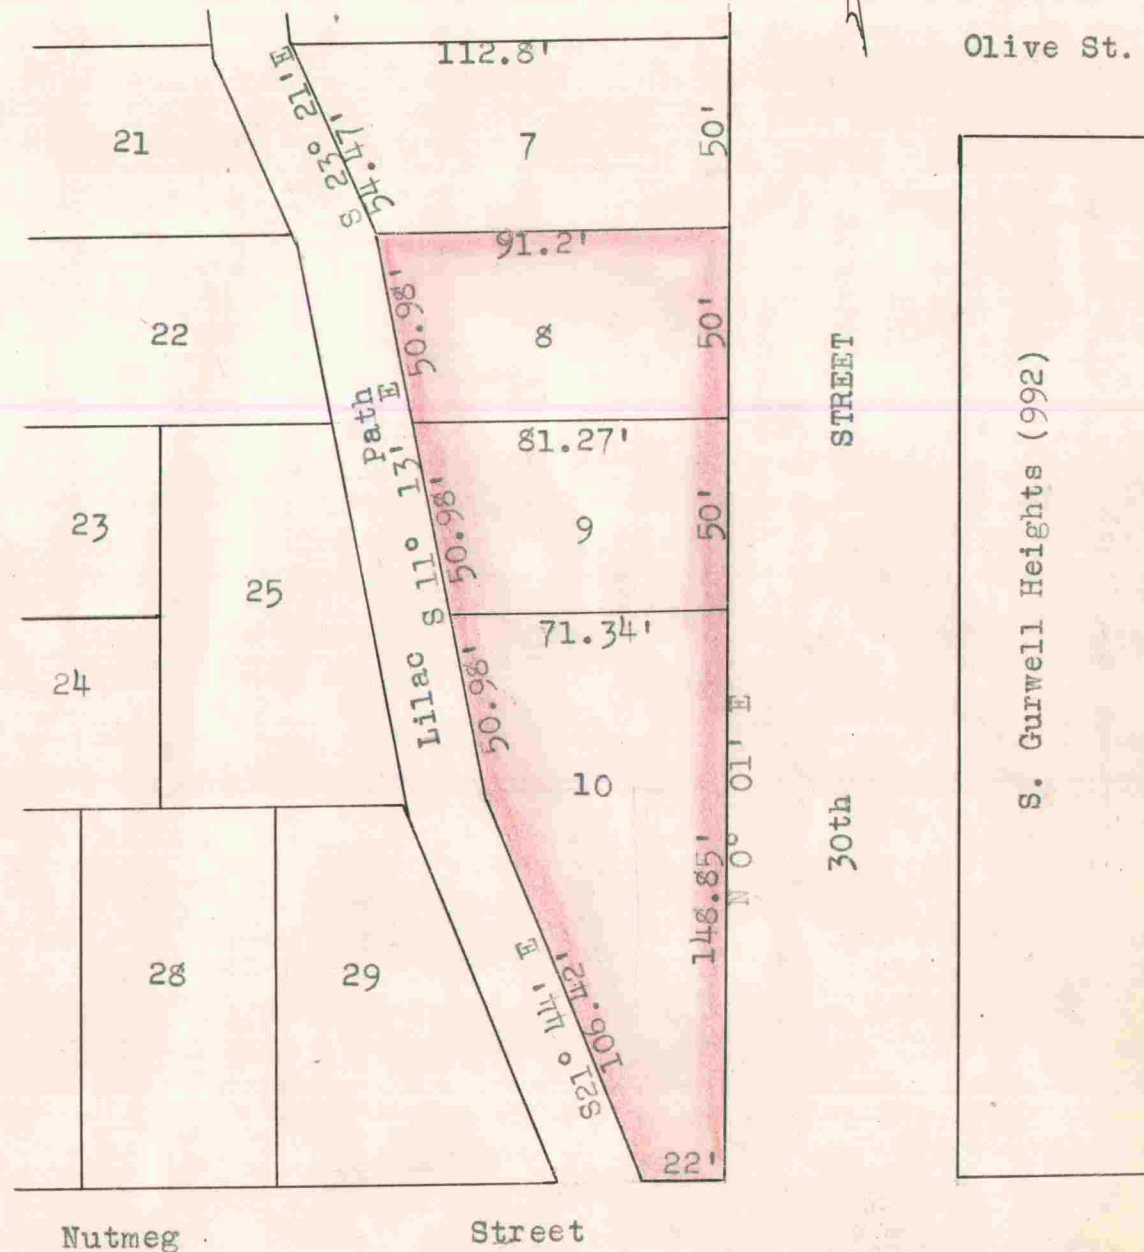 Olive St.
112.8'
S 23° 21' E
54.47'
21
7
50'
91.2'
50.98'
22
8
50'
STREET
S. Gurwell Heights (992)
81.27'
Lilac Path
S 11° 13' E
50.98'
23
9
50'
25
71.34'
24
50.98'
10
N 0° 01' E
30th
148.85'
28
29
S21° 44' E
106.42'
22'
Nutmeg Street